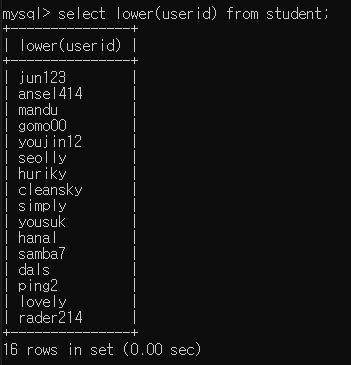 mysql> select lower(userid) from student;
+---------------+
| lower(userid) |
+---------------+
| jun123        |
| ansel414      |
| mandu         |
| gomo00        |
| youjin12      |
| seolly        |
| huriky        |
| cleansky      |
| simply        |
| yousuk        |
| hanal         |
| samba7        |
| dals          |
| ping2         |
| lovely        |
| rader214      |
+---------------+
16 rows in set (0.00 sec)